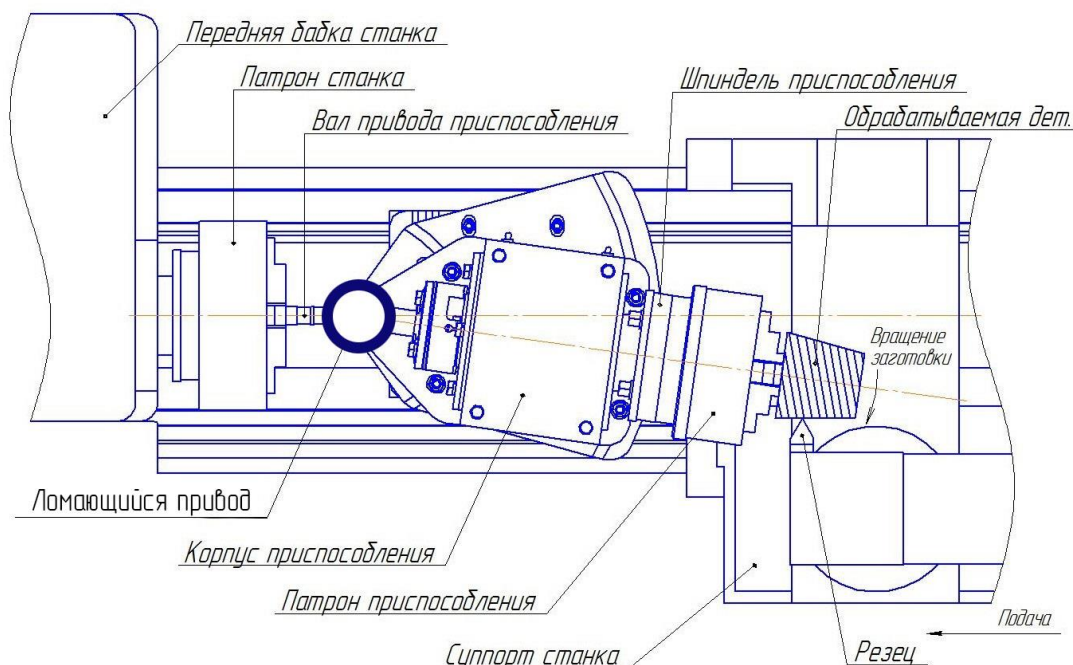 Передняя бабка станка
Патрон станка
Вал привода приспособления
Шпиндель приспособления
Обрабатываемая дет.
Вращение
заготовки
Ломающийся привод
Корпус приспособления
Патрон приспособления
Суппорт станка
Резец
Подача